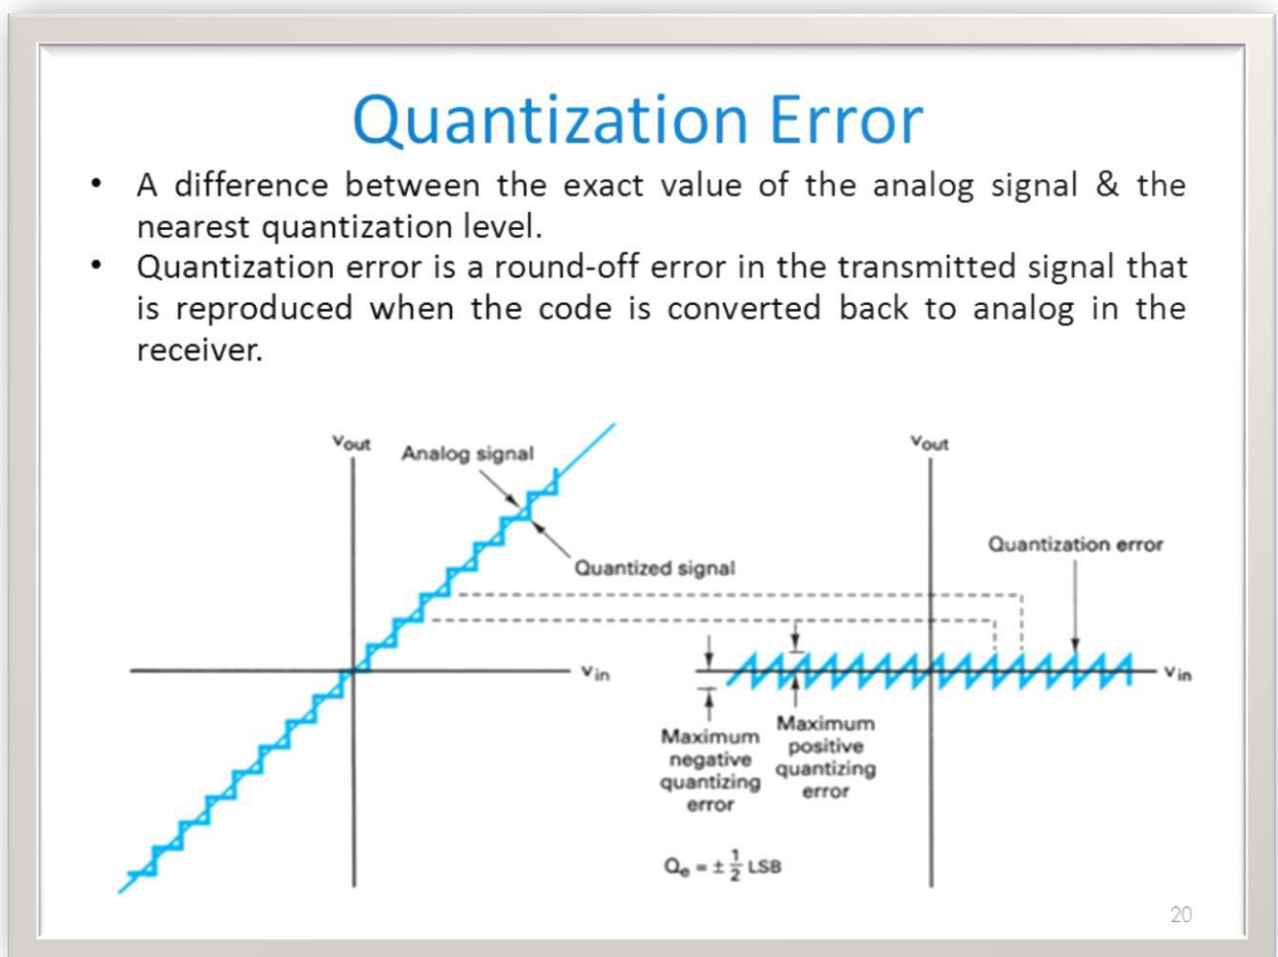 Quantization Error
• A difference between the exact value of the analog signal & the
nearest quantization level.
• Quantization error is a round-off error in the transmitted signal that
is reproduced when the code is converted back to analog in the
receiver.
Vout
Analog signal
Quantized signal
Vin
Vout
Quantization error
Vin
Maximum
negative
quantizing
error
Maximum
positive
quantizing
error
Qe = ± 1/2 LSB
20